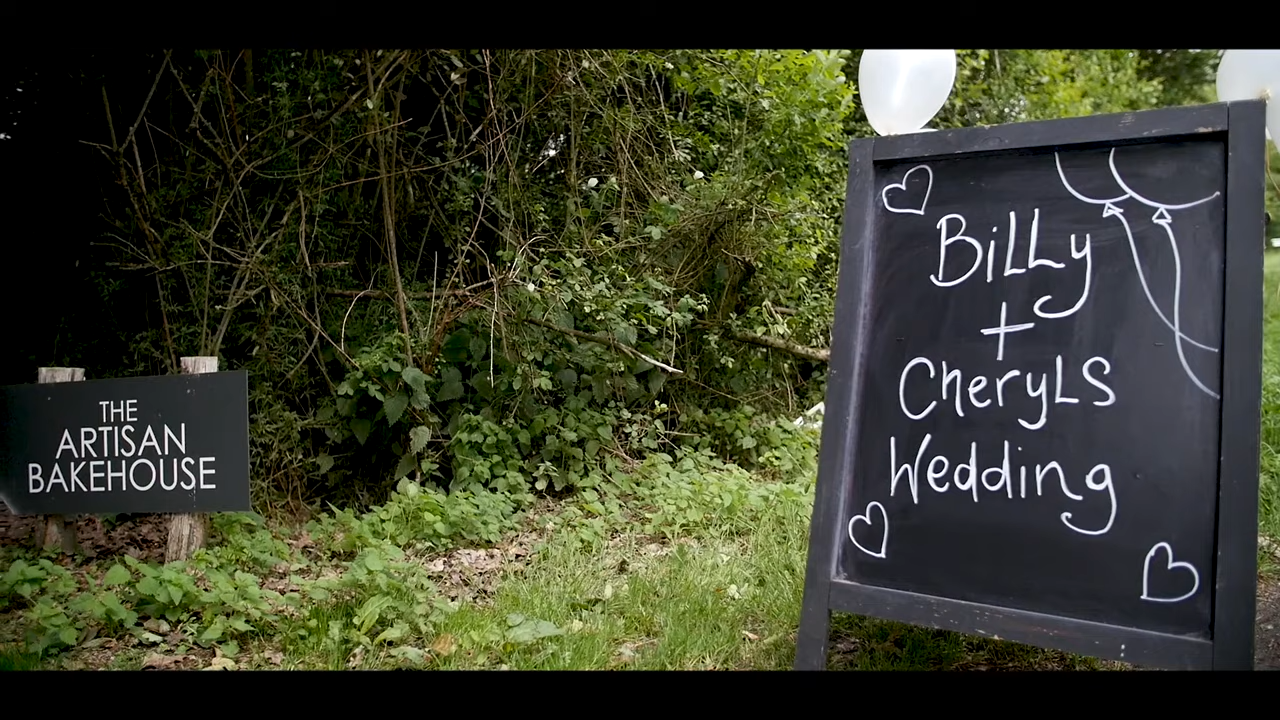 THE
ARTISAN
BAKEHOUSE
BiLLy
+
CheryLS
Wedding